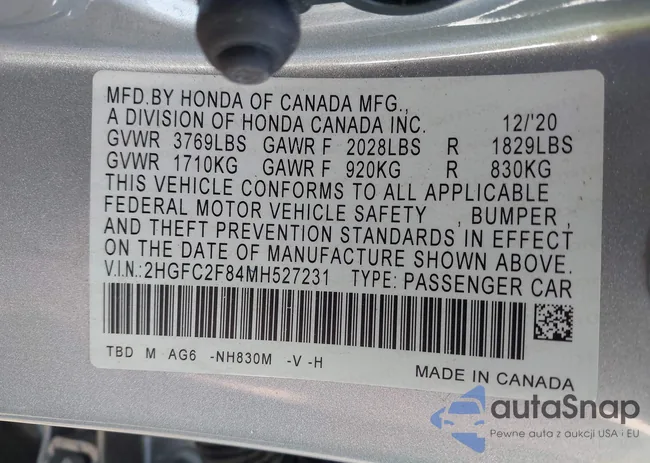 MFD.BY HONDA OF CANADA MFG.,
A DIVISION OF HONDA CANADA INC. 12/'20
GVWR 3769LBS GAWR F 2028LBS R 1829LBS
GVWR 1710KG GAWR F 920KG R 830KG
THIS VEHICLE CONFORMS TO ALL APPLICABLE
FEDERAL MOTOR VEHICLE SAFETY , BUMPER ,
AND THEFT PREVENTION STANDARDS IN EFFECT
ON THE DATE OF MANUFACTURE SHOWN ABOVE.
V.I.N.: 2HGFC2F84MH527231 TYPE: PASSENGER CAR
TBD M AG6 -NH830M -V -H
MADE IN CANADA
autaSnap
Pewne auta z aukcji USA i EU